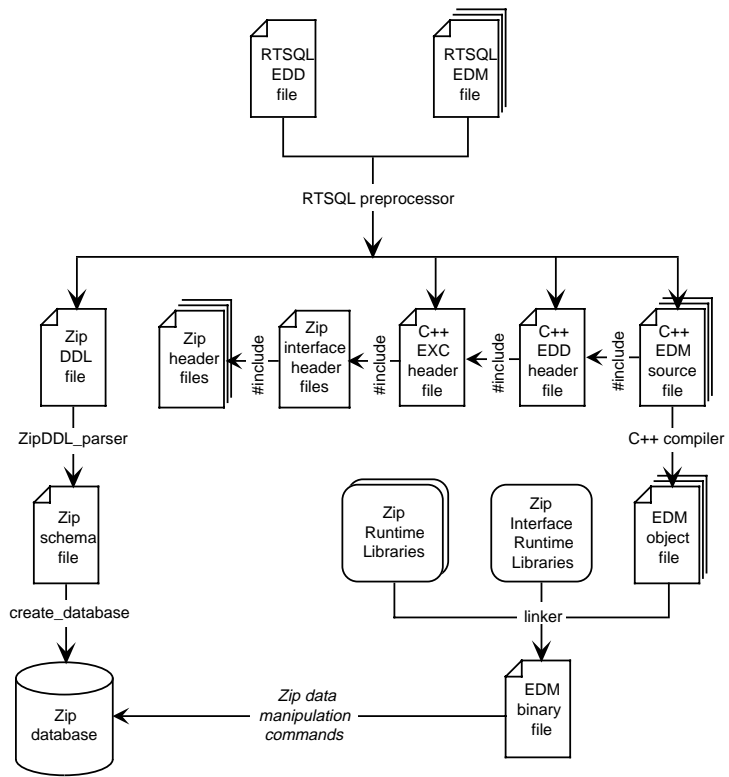 RTSQL
EDD
file
RTSQL
EDM
file
RTSQL preprocessor
Zip
DDL
file
Zip
header
files
#include
Zip
interface
header
files
#include
C++
EXC
header
file
#include
C++
EDD
header
file
#include
C++
EDM
source
file
ZipDDL_parser
C++ compiler
Zip
schema
file
Zip
Runtime
Libraries
Zip
Interface
Runtime
Libraries
EDM
object
file
create_database
linker
Zip
database
Zip data
manipulation
commands
EDM
binary
file